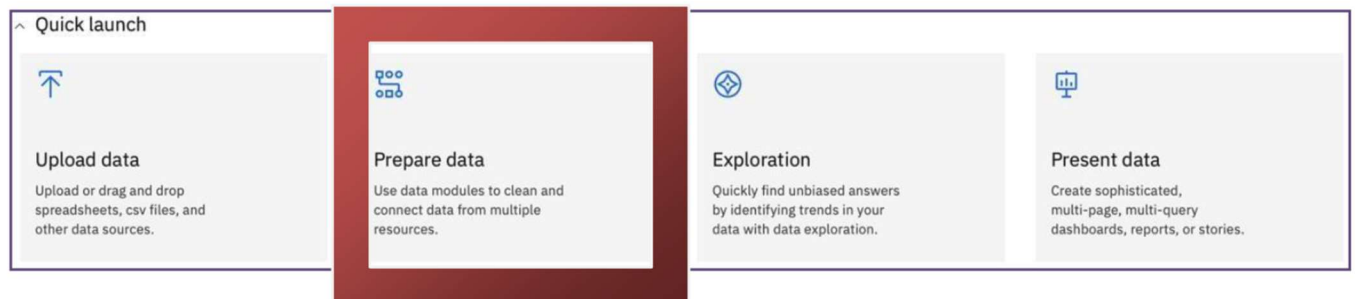 Quick launch
Upload data
Upload or drag and drop
spreadsheets, csv files, and
other data sources.
Prepare data
Use data modules to clean and
connect data from multiple
resources.
Exploration
Quickly find unbiased answers
by identifying trends in your
data with data exploration.
Present data
Create sophisticated,
multi-page, multi-query
dashboards, reports, or stories.